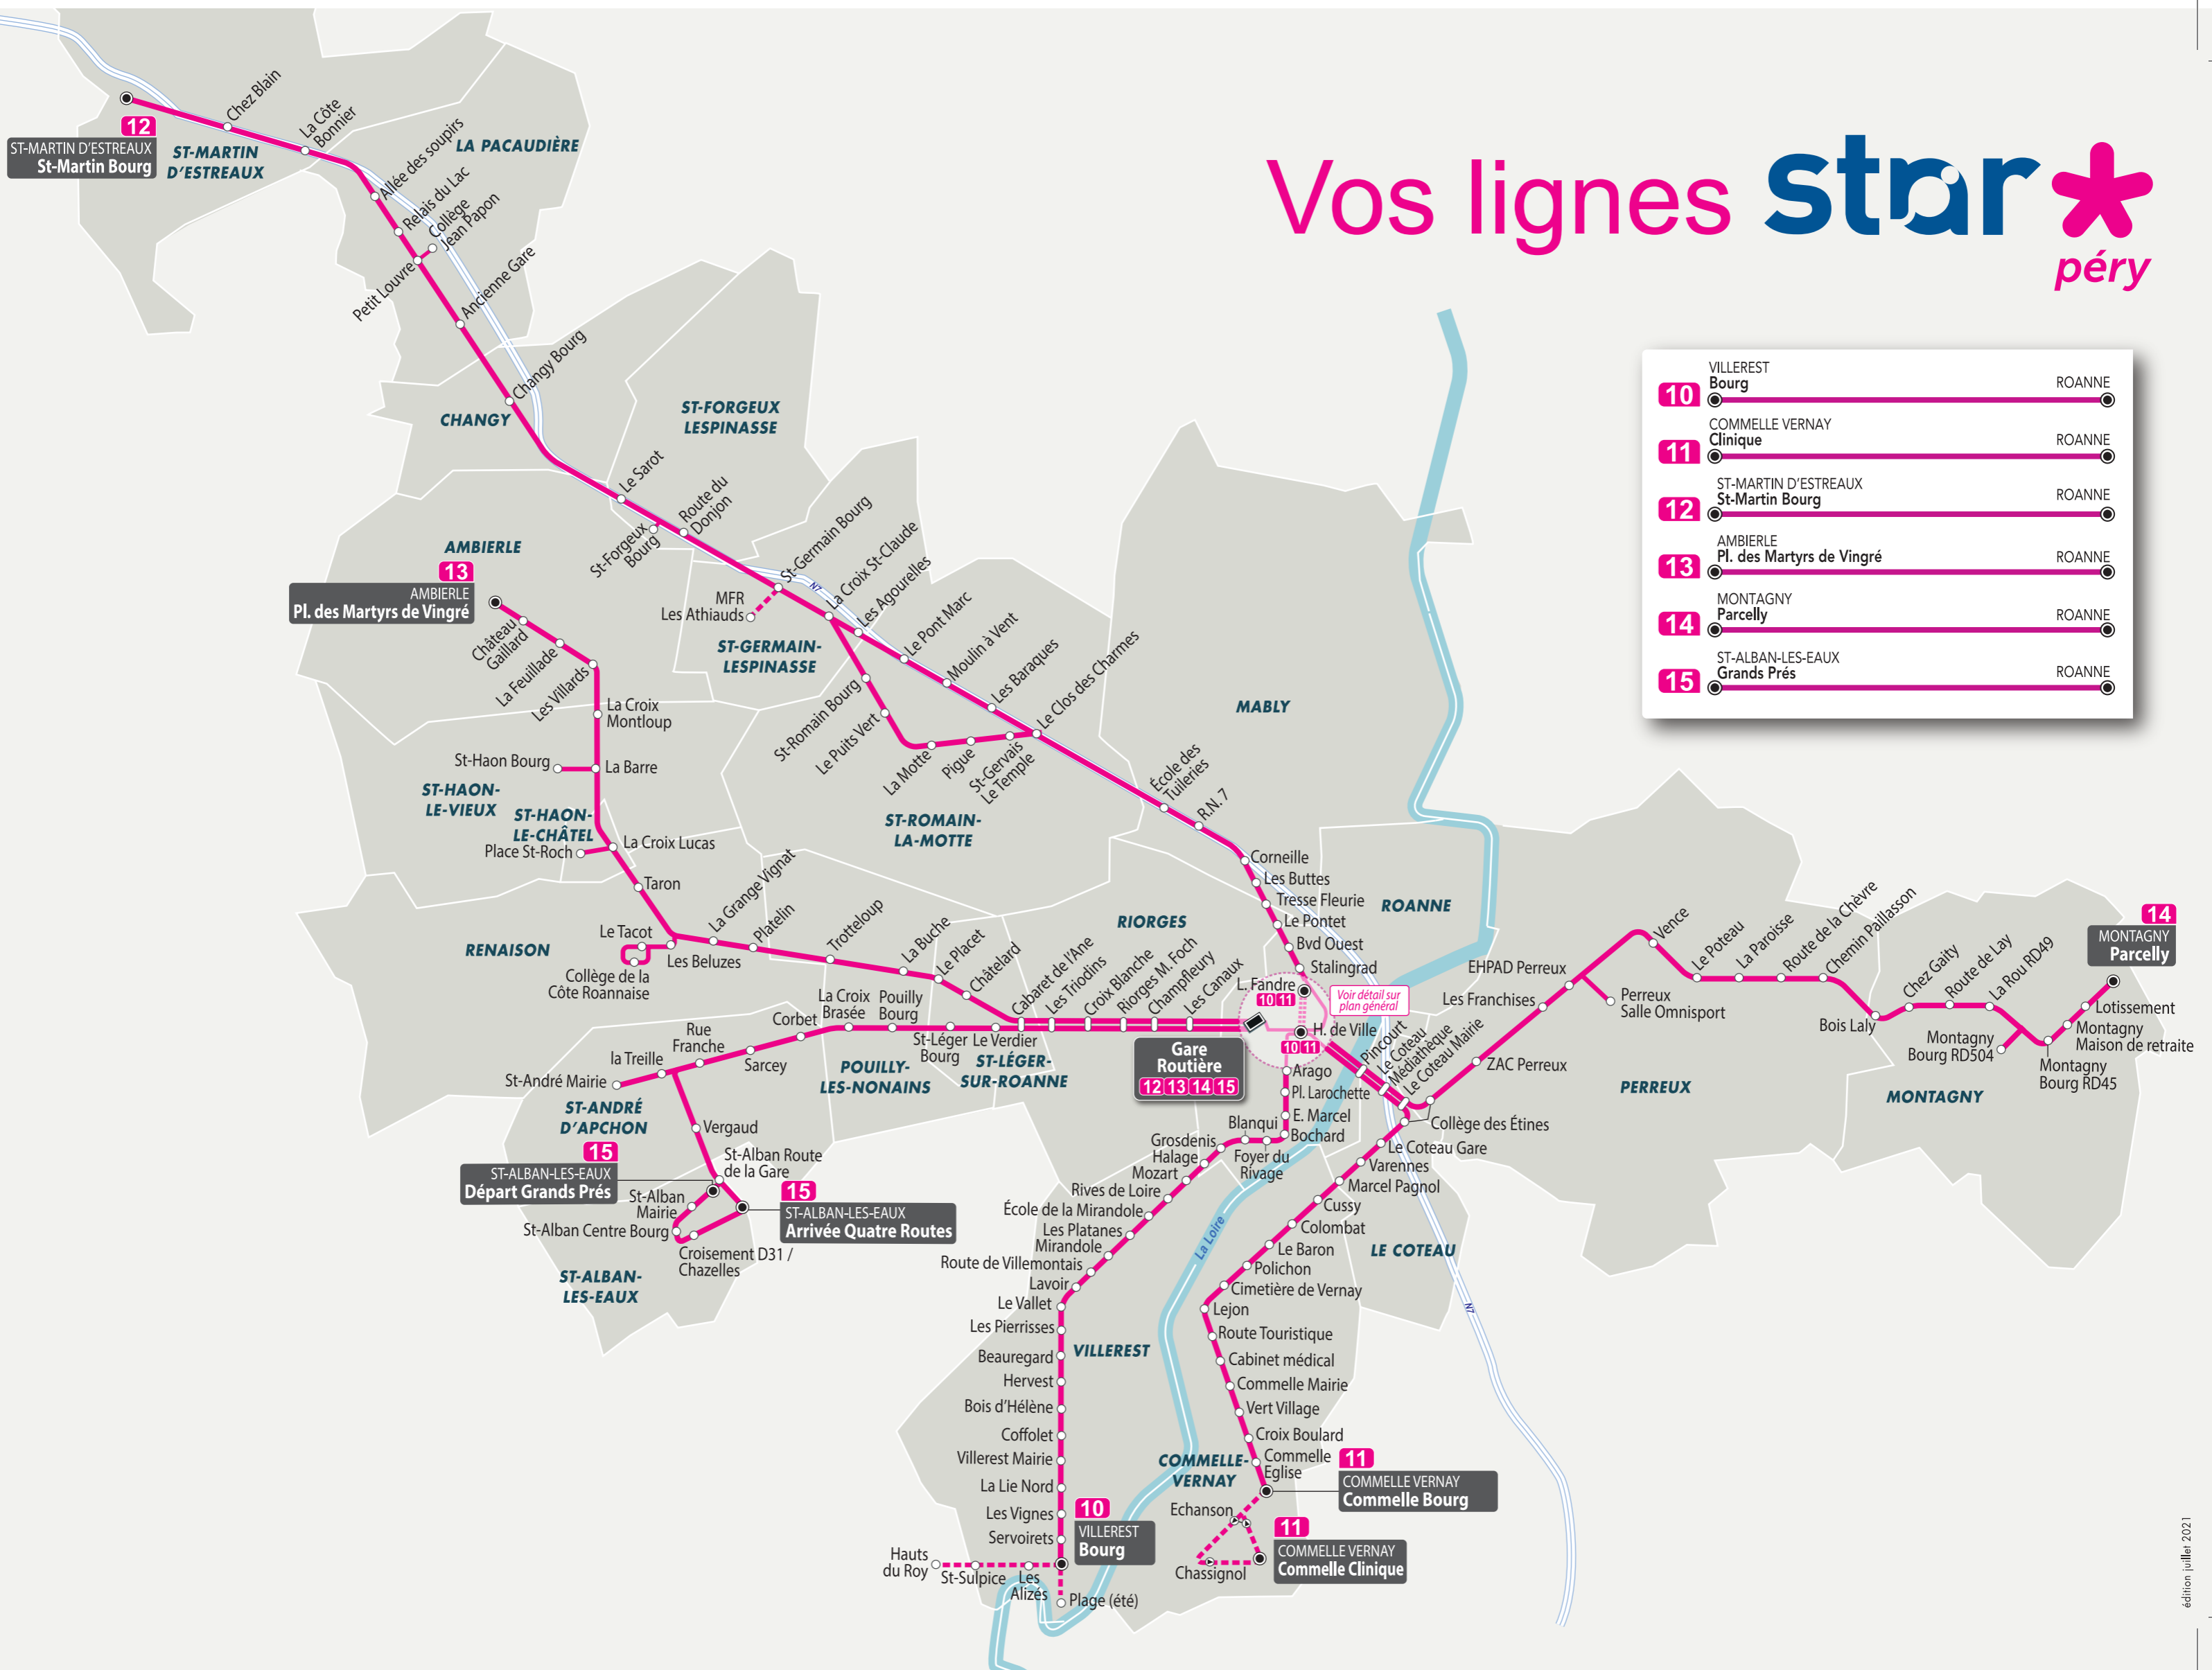 Vos lignes star
péry
VILLEREST
10 Bourg ROANNE
COMMELLE VERNAY
11 Clinique ROANNE
ST-MARTIN D'ESTREAUX
12 St-Martin Bourg ROANNE
AMBIERLE
13 Pl. des Martyrs de Vingré ROANNE
MONTAGNY
14 Parcelly ROANNE
ST-ALBAN-LES-EAUX
15 Grands Prés ROANNE
12
ST-MARTIN D'ESTREAUX
St-Martin Bourg
Chez Blain
La Côte
Bonnier
ST-MARTIN
D'ESTREAUX
LA PACAUDIÈRE
Allée des soupirs
Relais du Lac
Collège
Jean Papon
Petit Louvre
Ancienne Gare
Changy Bourg
CHANGY
ST-FORGEUX
LESPINASSE
Le Sarot
Route du
Donjon
St-Forgeux
Bourg
St-Germain Bourg
N7
MFR
Les Athiauds
ST-GERMAIN-
LESPINASSE
La Croix St-Claude
Les Agourelles
Le Pont Marc
Moulin à Vent
Les Baraques
Le Clos des Charmes
St-Romain Bourg
Le Puits Vert
La Motte
Pigue
St-Gervais
Le Temple
ST-ROMAIN-
LA-MOTTE
MABLY
École des
Tuileries
R.N. 7
Corneille
Les Buttes
Tresse Fleurie
Le Pontet
Bvd Ouest
Stalingrad
ROANNE
RIORGES
AMBIERLE
13
AMBIERLE
Pl. des Martyrs de Vingré
Château
Gaillard
La Feuillade
Les Villards
La Croix
Montloup
St-Haon Bourg
La Barre
ST-HAON-
LE-VIEUX
ST-HAON-
LE-CHÂTEL
Place St-Roch
La Croix Lucas
Taron
RENAISON
Le Tacot
Collège de la
Côte Roannaise
Les Beluzes
La Grange Vignat
Platelin
Trotteloup
La Buche
Le Placet
Châtelard
Cabaret de l'Ane
Les Triodins
Croix Blanche
Riorges M. Foch
Champfleury
Les Canaux
L. Fandre
10 11
Voir détail sur
plan général
H. de Ville
10 11
Gare
Routière
12 13 14 15
La Croix
Brasée
Pouilly
Bourg
Corbet
St-Léger
Bourg
Le Verdier
ST-LÉGER-
SUR-ROANNE
POUILLY-
LES-NONAINS
Rue
Franche
Sarcey
la Treille
St-André Mairie
ST-ANDRÉ
D'APCHON
Vergaud
St-Alban Route
de la Gare
15
ST-ALBAN-LES-EAUX
Départ Grands Prés
St-Alban
Mairie
St-Alban Centre Bourg
15
ST-ALBAN-LES-EAUX
Arrivée Quatre Routes
Croisement D31 /
Chazelles
ST-ALBAN-
LES-EAUX
Pincourt
Le Coteau
Médiathèque
Le Coteau Mairie
ZAC Perreux
Les Franchises
EHPAD Perreux
Perreux
Salle Omnisport
Vence
Le Poteau
La Paroisse
Route de la Chèvre
Chemin Paillasson
Bois Laly
Chez Gaity
Route de Lay
La Rou RD49
Montagny
Bourg RD504
Montagny
Bourg RD45
Montagny
Maison de retraite
Lotissement
14
MONTAGNY
Parcelly
PERREUX
MONTAGNY
Arago
Pl. Larochette
E. Marcel
Bochard
Blanqui
Foyer du
Rivage
Grosdenis
Halage
Mozart
Rives de Loire
École de la Mirandole
Les Platanes
Mirandole
Route de Villemontais
Lavoir
Le Vallet
Les Pierrisses
Beauregard
Hervest
Bois d'Hélène
Coffolet
Villerest Mairie
La Lie Nord
Les Vignes
Servoirets
VILLEREST
10
VILLEREST
Bourg
Hauts
du Roy
St-Sulpice
Les
Alizés
Plage (été)
La Loire
Collège des Étines
Le Coteau Gare
Varennes
Marcel Pagnol
Cussy
Colombat
Le Baron
Polichon
Cimetière de Vernay
Lejon
Route Touristique
Cabinet médical
Commelle Mairie
Vert Village
Croix Boulard
Commelle
Eglise
LE COTEAU
N7
COMMELLE-
VERNAY
11
COMMELLE VERNAY
Commelle Bourg
Echanson
Chassignol
11
COMMELLE VERNAY
Commelle Clinique
édition juillet 2021